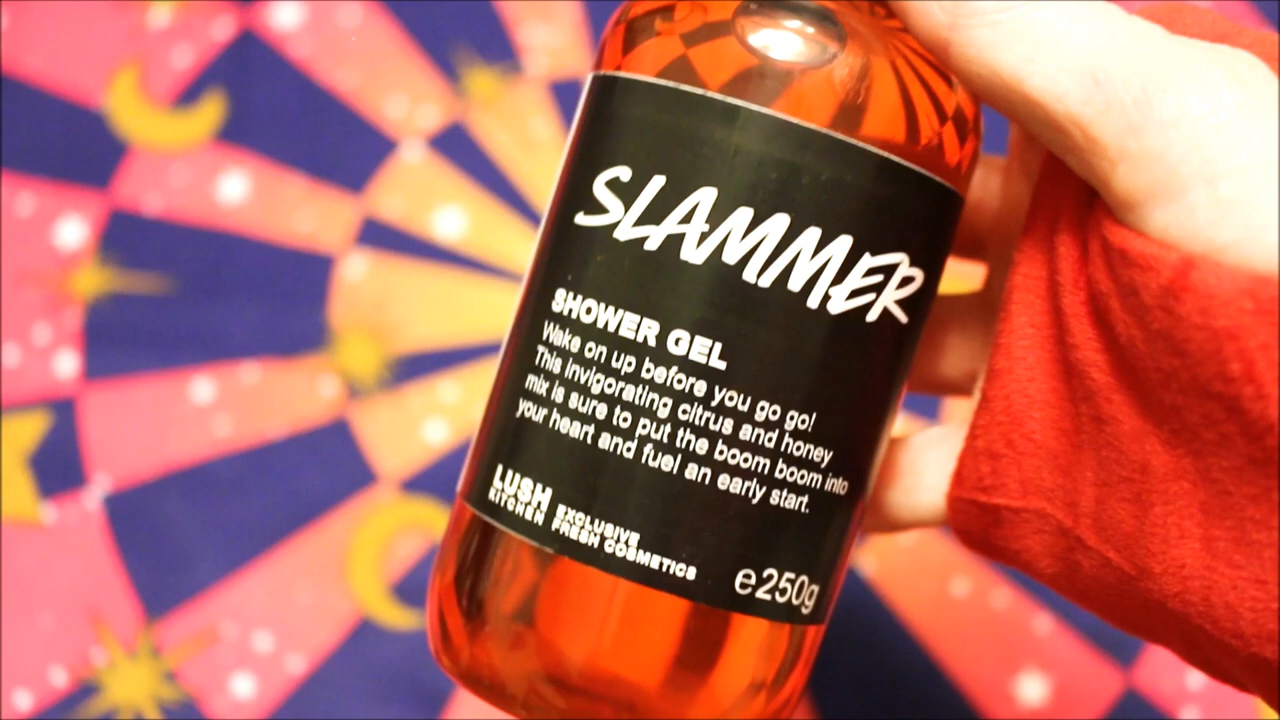 SLAMMER
SHOWER GEL
Wake on up before you go go!
This invigorating citrus and honey
mix is sure to put the boom boom into
your heart and fuel an early start.
LUSH EXCLUSIVE
KITCHEN FRESH COSMETICS
e250g